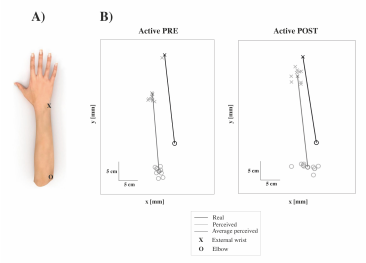 A)
B)
Active PRE
Active POST
X
O
y [mm]
y [mm]
5 cm
5 cm
5 cm
5 cm
x [mm]
x [mm]
Real
Perceived
Average perceived
X External wrist
O Elbow